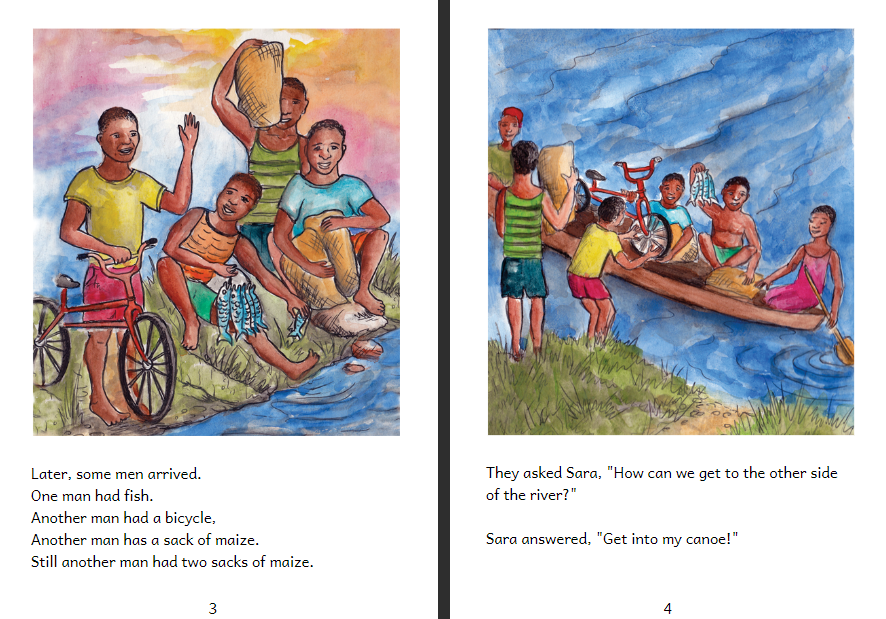 Later, some men arrived.
One man had fish.
Another man had a bicycle,
Another man has a sack of maize.
Still another man had two sacks of maize.
3
They asked Sara, "How can we get to the other side
of the river?"
Sara answered, "Get into my canoe!"
4